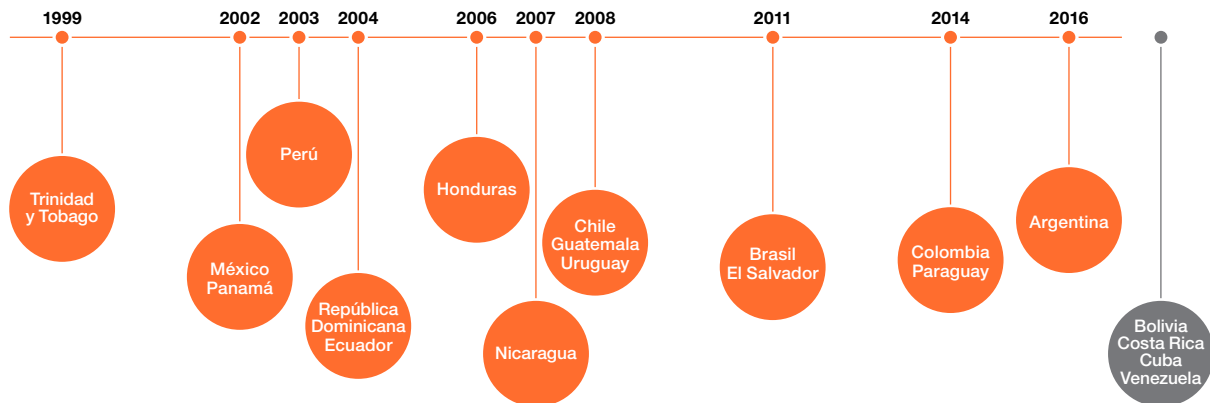 1999 2002 2003 2004 2006 2007 2008 2011 2014 2016
Trinidad
y Tobago
México
Panamá
Perú
República
Dominicana
Ecuador
Honduras
Nicaragua
Chile
Guatemala
Uruguay
Brasil
El Salvador
Colombia
Paraguay
Argentina
Bolivia
Costa Rica
Cuba
Venezuela